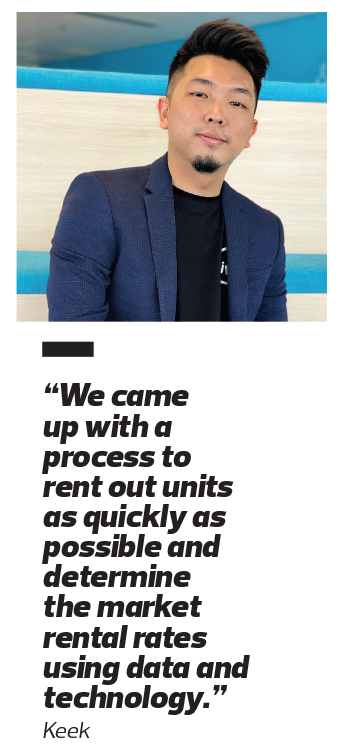 “We came
up with a
process to
rent out units
as quickly as
possible and
determine
the market
rental rates
using data and
technology.”
Keek